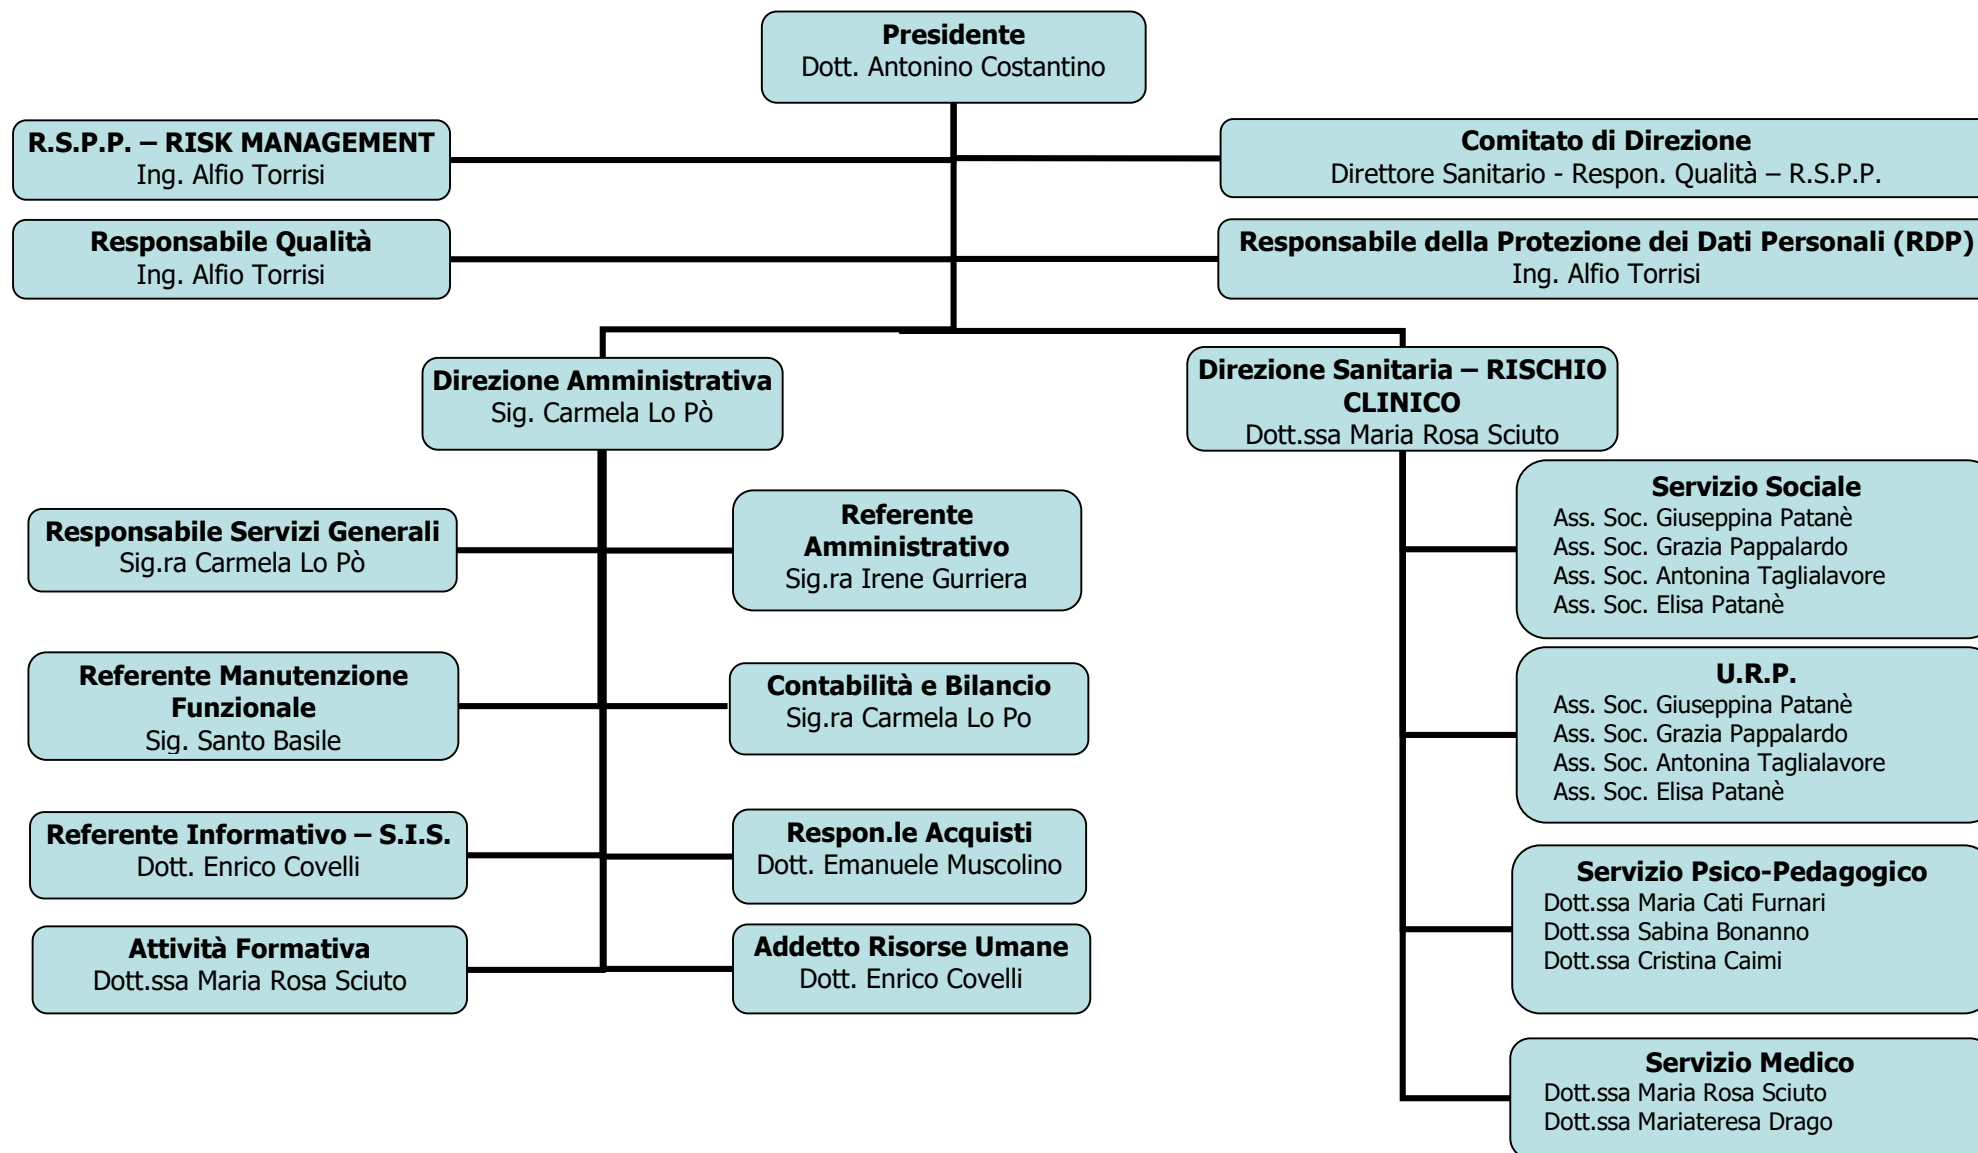 Presidente
Dott. Antonino Costantino
R.S.P.P. – RISK MANAGEMENT
Ing. Alfio Torrisi
Comitato di Direzione
Direttore Sanitario - Respon. Qualità – R.S.P.P.
Responsabile Qualità
Ing. Alfio Torrisi
Responsabile della Protezione dei Dati Personali (RDP)
Ing. Alfio Torrisi
Direzione Amministrativa
Sig. Carmela Lo Pò
Direzione Sanitaria – RISCHIO
CLINICO
Dott.ssa Maria Rosa Sciuto
Responsabile Servizi Generali
Sig.ra Carmela Lo Pò
Referente
Amministrativo
Sig.ra Irene Gurriera
Referente Manutenzione
Funzionale
Sig. Santo Basile
Contabilità e Bilancio
Sig.ra Carmela Lo Po
Referente Informativo – S.I.S.
Dott. Enrico Covelli
Respon.le Acquisti
Dott. Emanuele Muscolino
Attività Formativa
Dott.ssa Maria Rosa Sciuto
Addetto Risorse Umane
Dott. Enrico Covelli
Servizio Sociale
Ass. Soc. Giuseppina Patanè
Ass. Soc. Grazia Pappalardo
Ass. Soc. Antonina Taglialavore
Ass. Soc. Elisa Patanè
U.R.P.
Ass. Soc. Giuseppina Patanè
Ass. Soc. Grazia Pappalardo
Ass. Soc. Antonina Taglialavore
Ass. Soc. Elisa Patanè
Servizio Psico-Pedagogico
Dott.ssa Maria Cati Furnari
Dott.ssa Sabina Bonanno
Dott.ssa Cristina Caimi
Servizio Medico
Dott.ssa Maria Rosa Sciuto
Dott.ssa Mariateresa Drago